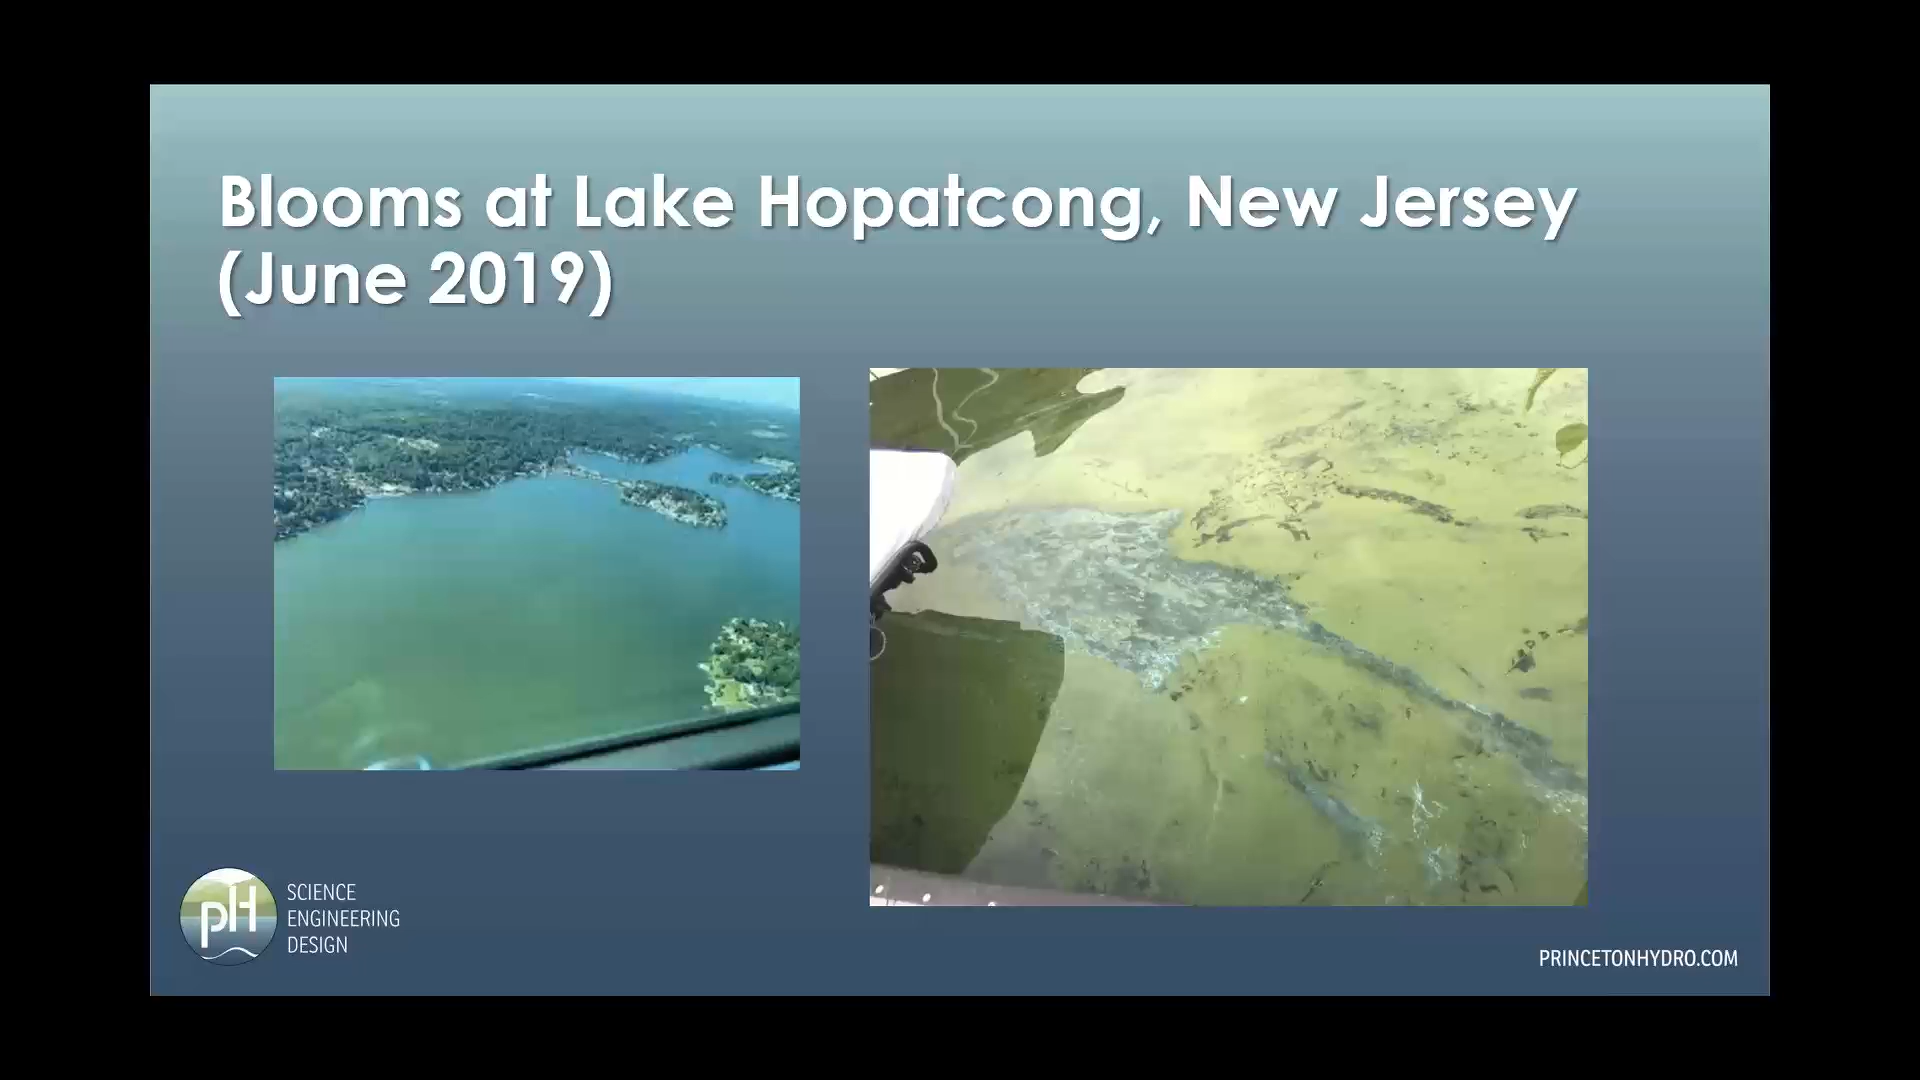 Blooms at Lake Hopatcong, New Jersey
(June 2019)
pH
SCIENCE
ENGINEERING
DESIGN
PRINCETONHYDRO.COM